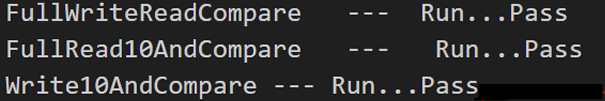 FullWriteReadCompare   ---  Run...Pass
FullRead10AndCompare   ---   Run...Pass
Write10AndCompare --- Run...Pass